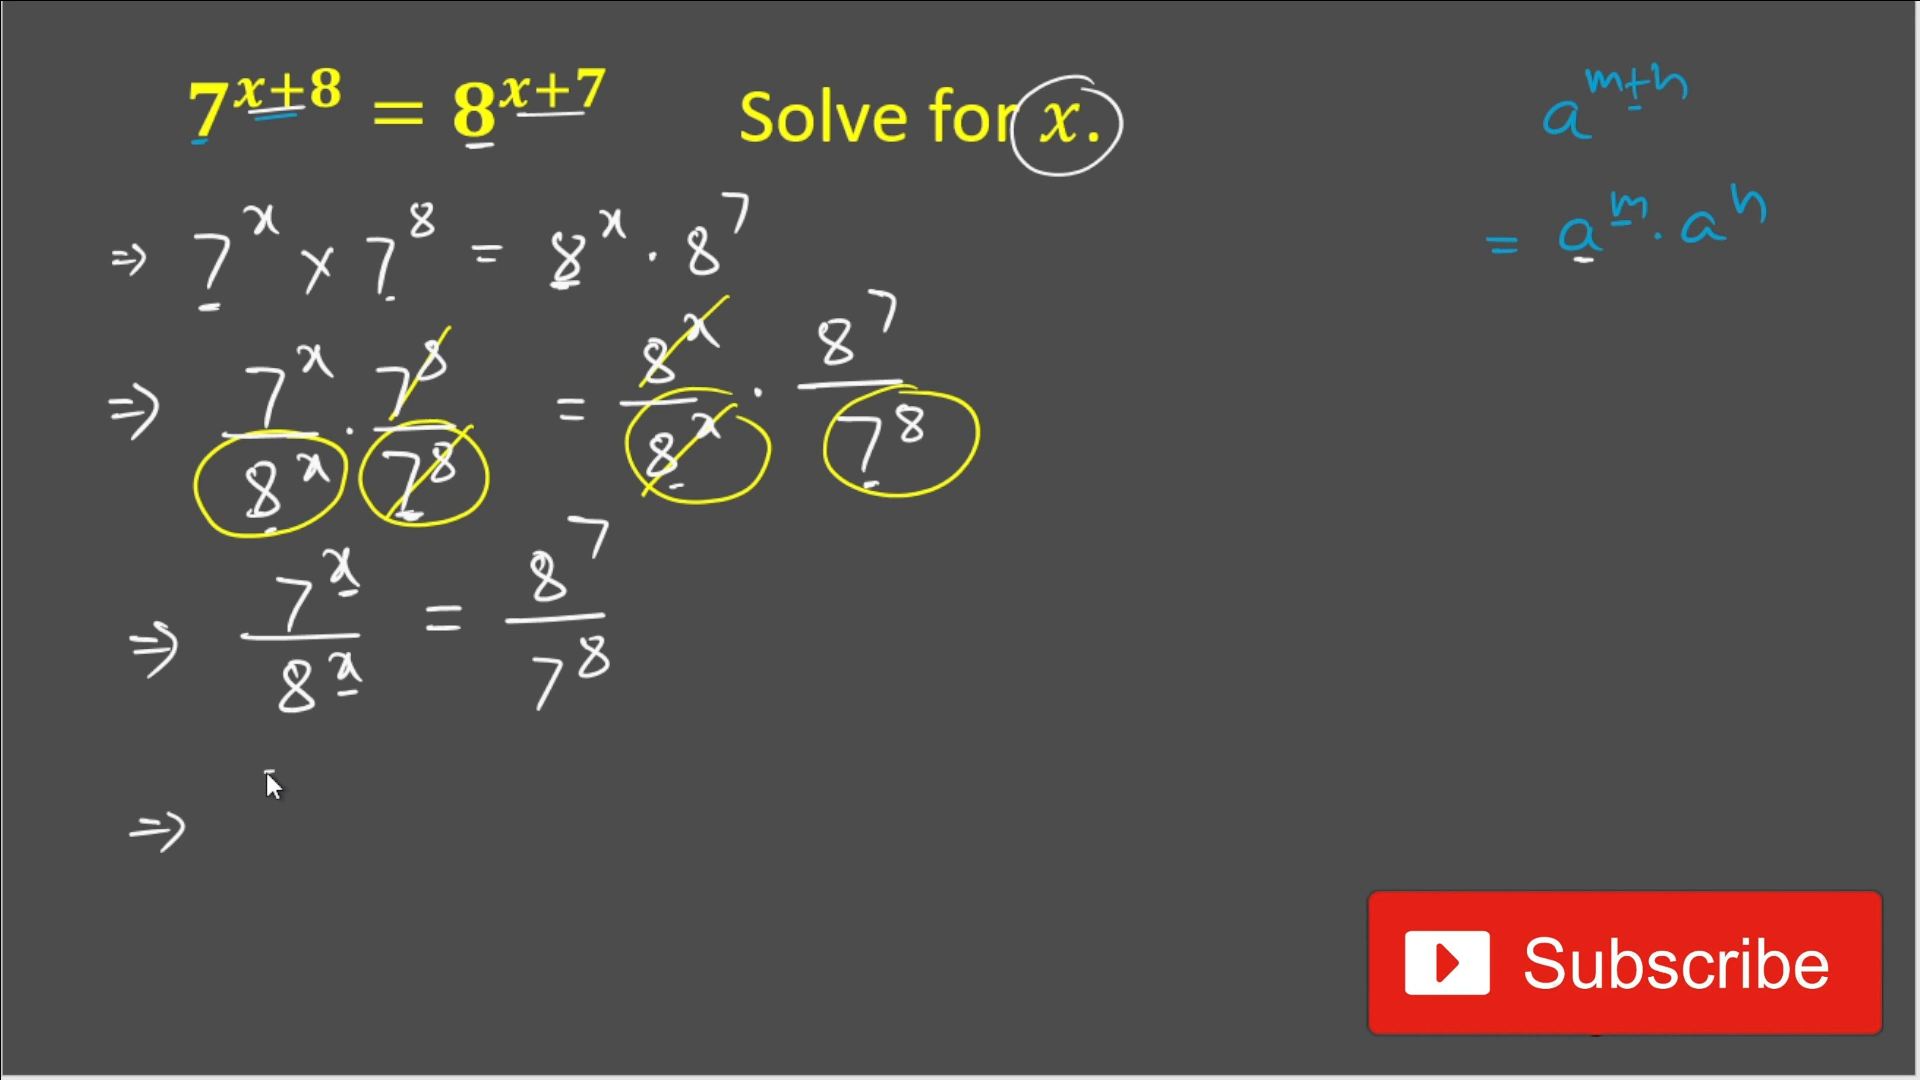 7^{x+8} = 8^{x+7} Solve for x.
a^{m+n}
= a^m . a^n
⇒ 7^x × 7^8 = 8^x . 8^7
⇒ 7^x/8^x . 7^8/7^8 = 8^x/8^x . 8^7/7^8
⇒ 7^x/8^x = 8^7/7^8
⇒
Subscribe